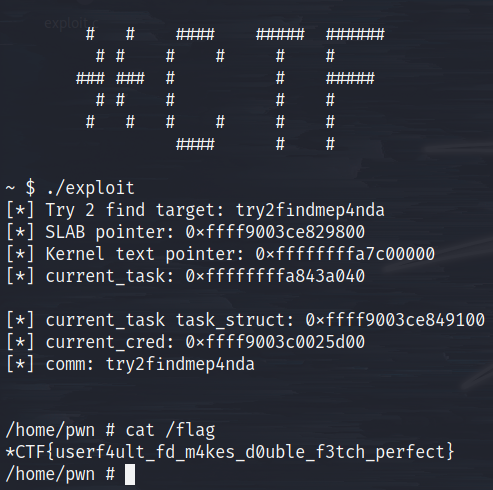 exploit
#   #    ####    #####  ######
# #   #    #     #    #
### ###  #          #    #####
# #    #          #    #
#   #   #    #     #    #
####      #    #
~ $ ./exploit
[*] Try 2 find target: try2findmep4nda
[*] SLAB pointer: 0xffff9003ce829800
[*] Kernel text pointer: 0xffffffffa7c00000
[*] current_task: 0xffffffffa843a040
[*] current_task task_struct: 0xffff9003ce849100
[*] current_cred: 0xffff9003c0025d00
[*] comm: try2findmep4nda
/home/pwn # cat /flag
*CTF{userf4ult_fd_m4kes_d0uble_f3tch_perfect}
/home/pwn #